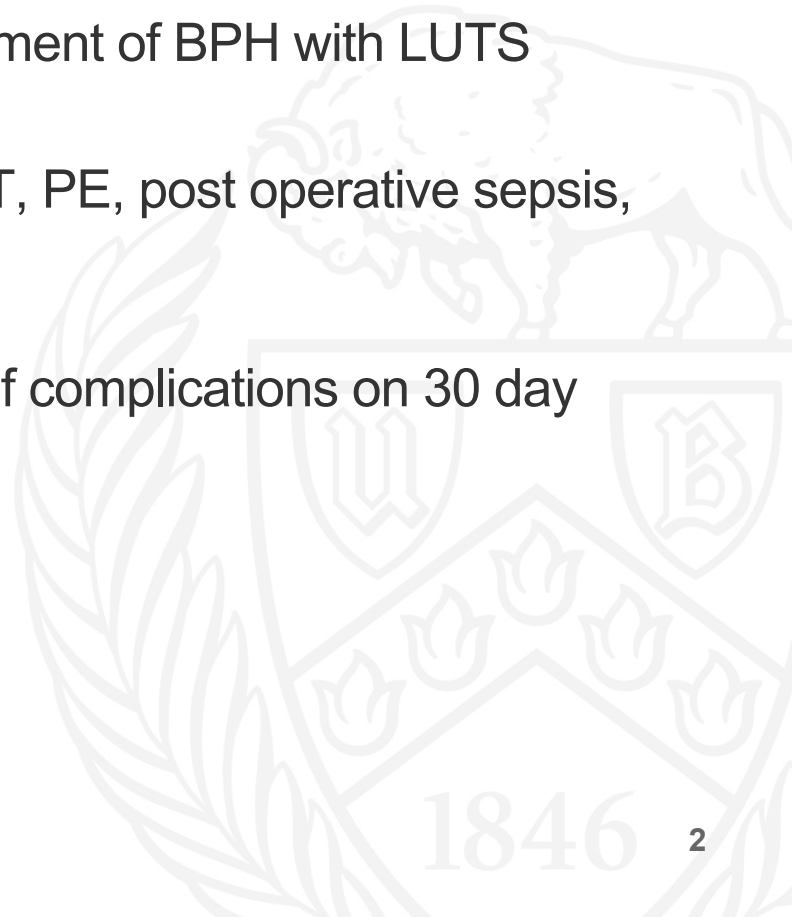 ment of BPH with LUTS
T, PE, post operative sepsis,
f complications on 30 day
U B
1846
2